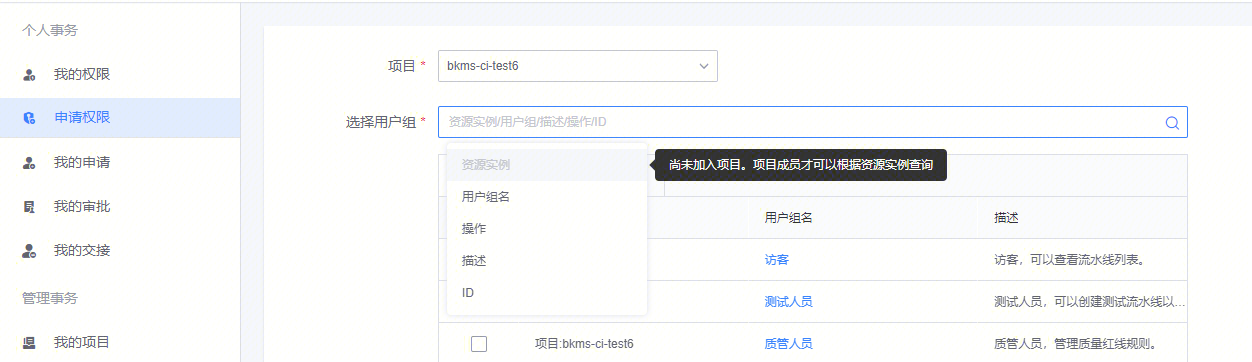 个人事务
我的权限
申请权限
我的申请
我的审批
我的交接
管理事务
我的项目
项目 *
bkms-ci-test6
选择用户组 *
资源实例/用户组/描述/操作/ID
资源实例
尚未加入项目。项目成员才可以根据资源实例查询
用户组名
操作
描述
ID
用户组名
描述
访客
访客，可以查看流水线列表。
测试人员
测试人员，可以创建测试流水线以...
项目:bkms-ci-test6
质管人员
质管人员，管理质量红线规则。